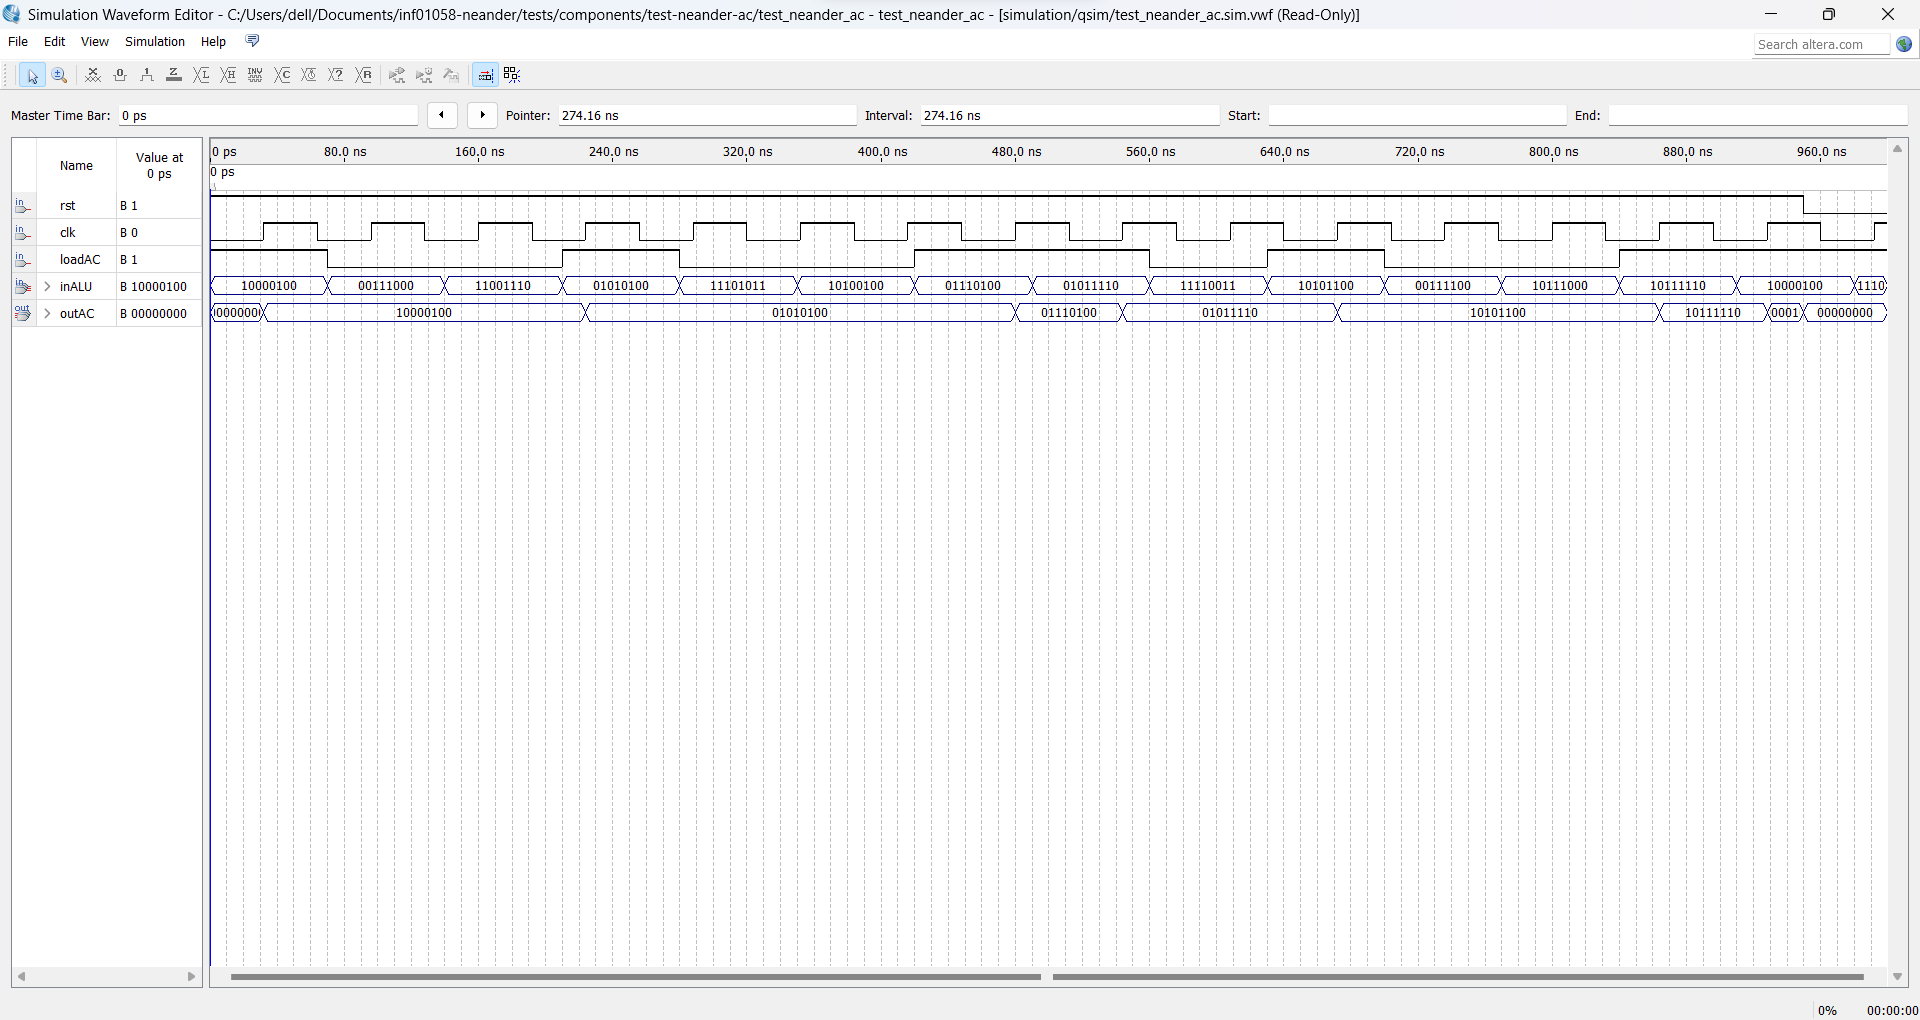 Simulation Waveform Editor - C:/Users/dell/Documents/inf01058-neander/tests/components/test-neander-ac/test_neander_ac - test_neander_ac - [simulation/qsim/test_neander_ac.sim.vwf (Read-Only)]
File Edit View Simulation Help
Search altera.com
Master Time Bar: 0 ps Pointer: 274.16 ns Interval: 274.16 ns Start: End:
Name Value at 0 ps
0 ps 80.0 ns 160.0 ns 240.0 ns 320.0 ns 400.0 ns 480.0 ns 560.0 ns 640.0 ns 720.0 ns 800.0 ns 880.0 ns 960.0 ns
0 ps
rst B 1
clk B 0
loadAC B 1
inALU B 10000100 10000100 00111000 11001110 01010100 11101011 10100100 01110100 01011110 11110011 10101100 00111100 10111000 10111110 10000100 1110
outAC B 00000000 000000 10000100 01010100 01110100 01011110 10101100 10111110 0001 00000000
0% 00:00:00